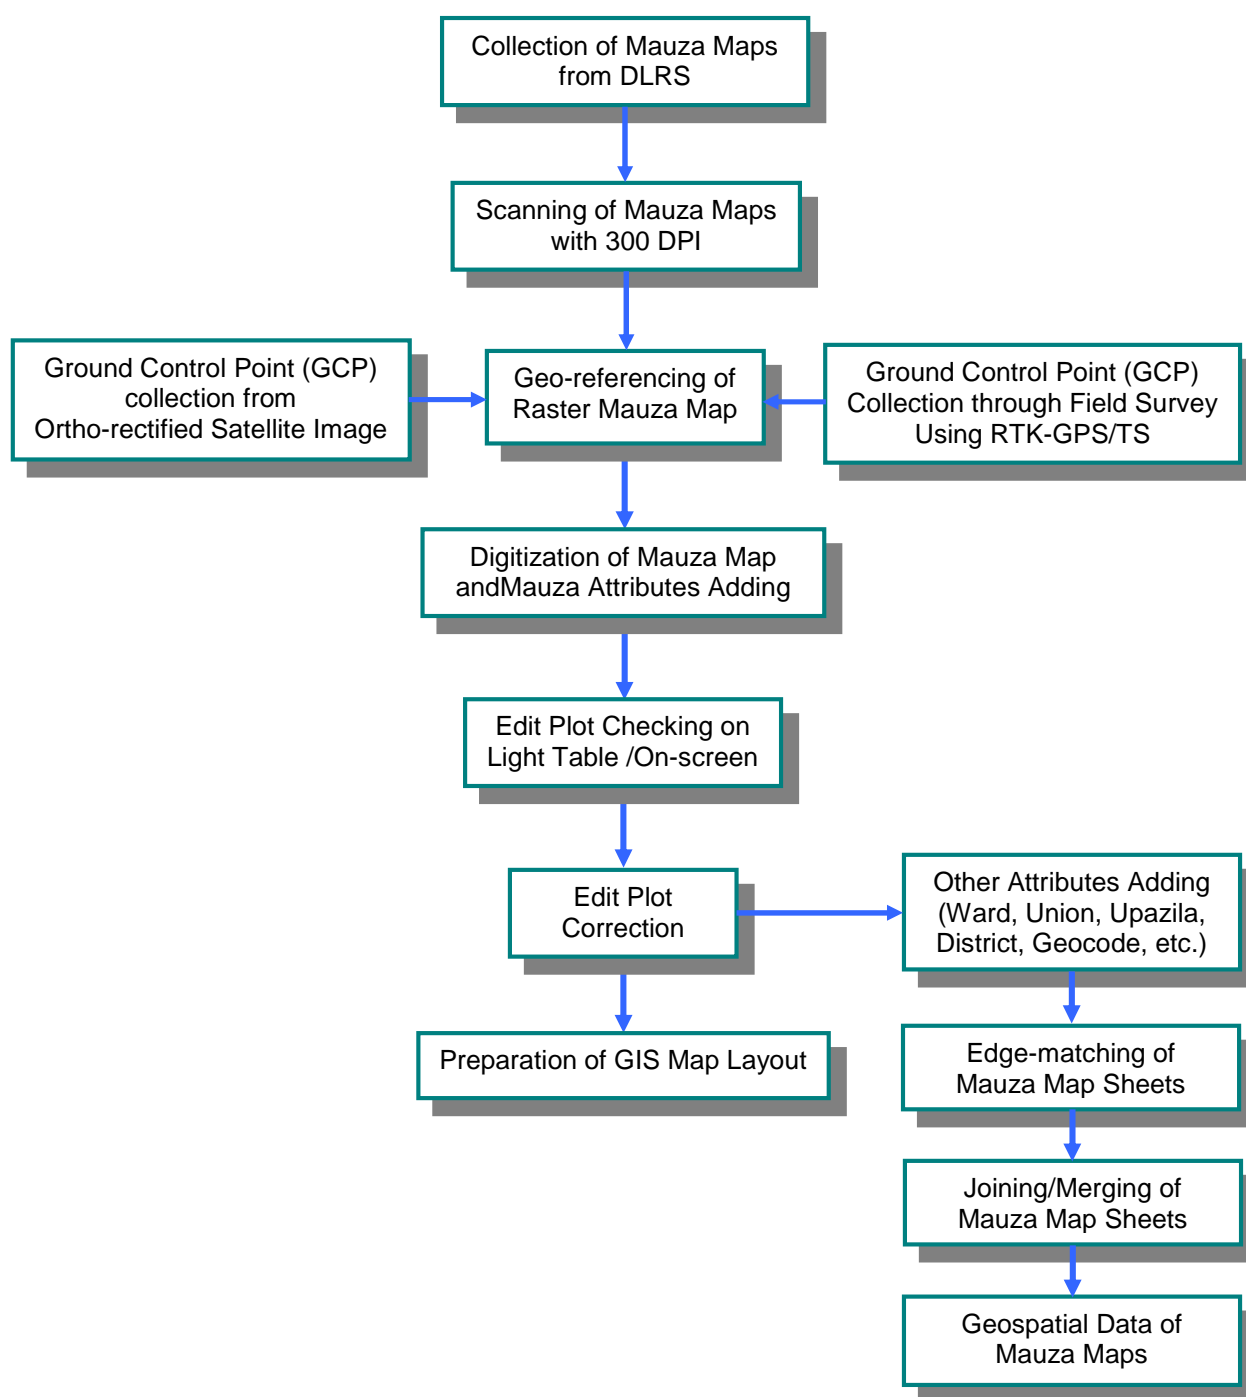 Collection of Mauza Maps
from DLRS
Scanning of Mauza Maps
with 300 DPI
Ground Control Point (GCP)
collection from
Ortho-rectified Satellite Image
Geo-referencing of
Raster Mauza Map
Ground Control Point (GCP)
Collection through Field Survey
Using RTK-GPS/TS
Digitization of Mauza Map
andMauza Attributes Adding
Edit Plot Checking on
Light Table /On-screen
Edit Plot
Correction
Other Attributes Adding
(Ward, Union, Upazila,
District, Geocode, etc.)
Preparation of GIS Map Layout
Edge-matching of
Mauza Map Sheets
Joining/Merging of
Mauza Map Sheets
Geospatial Data of
Mauza Maps